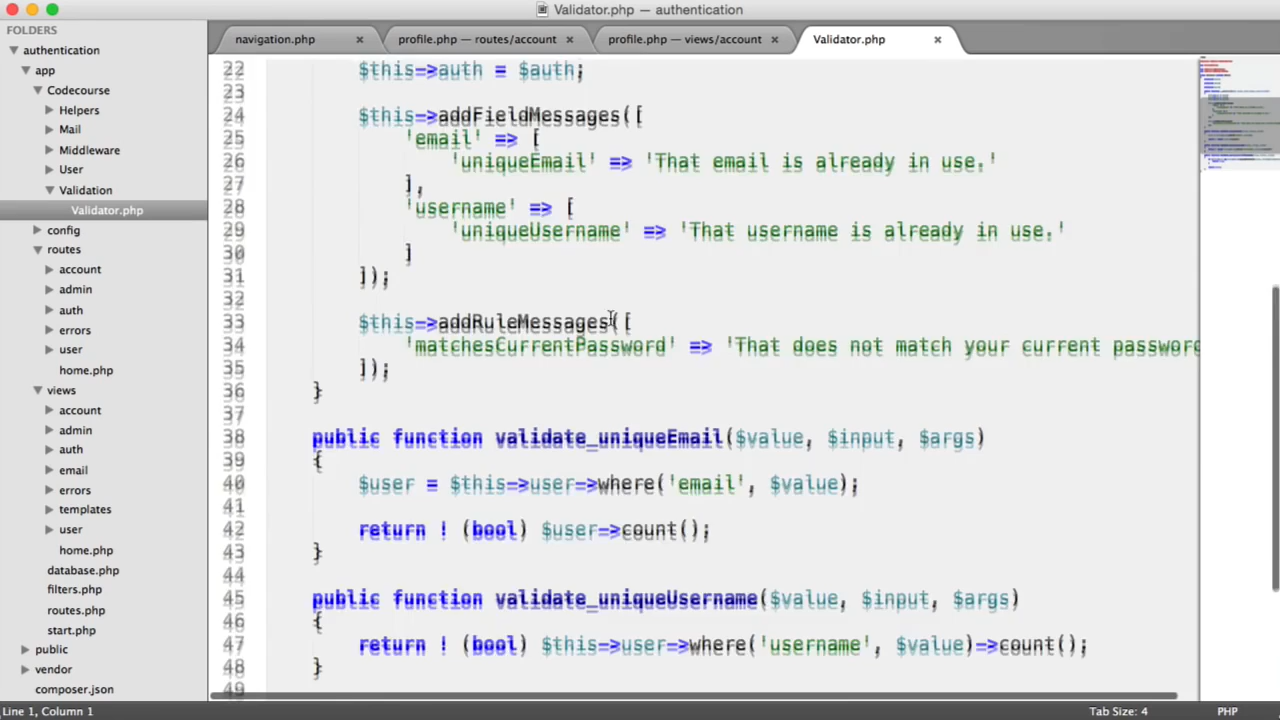 Validator.php — authentication
FOLDERS
authentication
app
Codecourse
Helpers
Mail
Middleware
User
Validation
Validator.php
config
routes
account
admin
auth
errors
user
home.php
views
account
admin
auth
email
errors
templates
user
home.php
database.php
filters.php
routes.php
start.php
public
vendor
composer.json
navigation.php
profile.php — routes/account
profile.php — views/account
Validator.php
22 $this->auth = $auth;
23
24 $this->addFieldMessages([
25 'email' => [
26 'uniqueEmail' => 'That email is already in use.'
27 ],
28 'username' => [
29 'uniqueUsername' => 'That username is already in use.'
30 ]
31 ]);
32
33 $this->addRuleMessages([
34 'matchesCurrentPassword' => 'That does not match your current password
35 ]);
36 }
37
38 public function validate_uniqueEmail($value, $input, $args)
39 {
40 $user = $this->user->where('email', $value);
41
42 return ! (bool) $user->count();
43 }
44
45 public function validate_uniqueUsername($value, $input, $args)
46 {
47 return ! (bool) $this->user->where('username', $value)->count();
48 }
49
Line 1, Column 1
Tab Size: 4
PHP